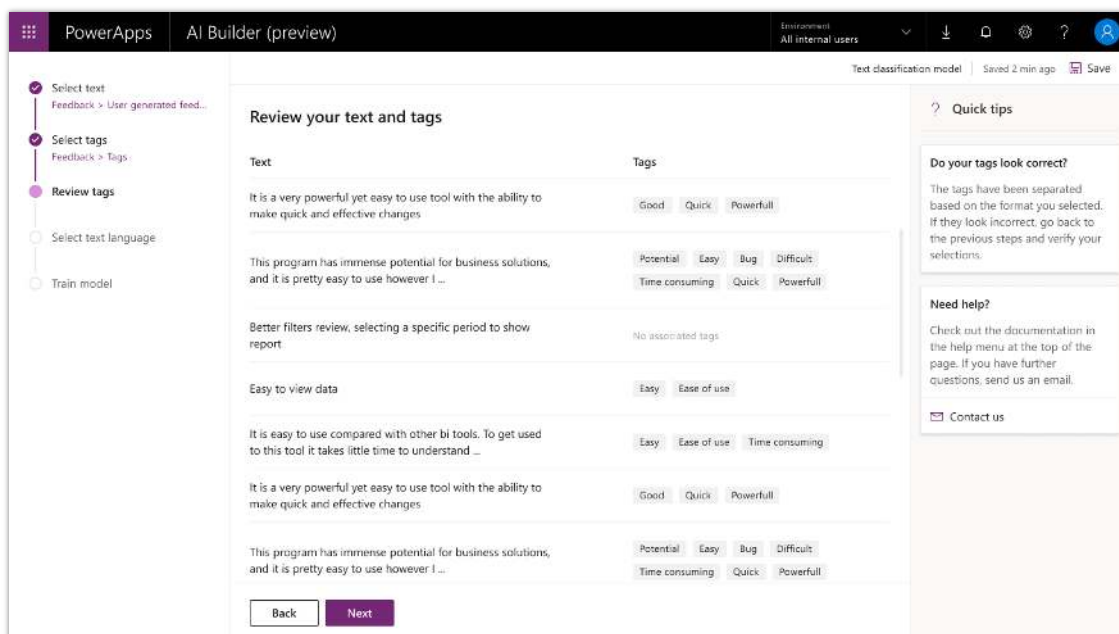 PowerApps
AI Builder (preview)
Environment
All internal users
?
Text classification model
Saved 2 min ago
Save
Select text
Feedback > User generated feed...
Select tags
Feedback > Tags
Review tags
Select text language
Train model
Review your text and tags
Text
Tags
It is a very powerful yet easy to use tool with the ability to
make quick and effective changes
Good Quick Powerfull
This program has immense potential for business solutions,
and it is pretty easy to use however I ...
Potential Easy Bug Difficult
Time consuming Quick Powerfull
Better filters review, selecting a specific period to show
report
No associated tags
Easy to view data
Easy Ease of use
It is easy to use compared with other bi tools. To get used
to this tool it takes little time to understand ...
Easy Ease of use Time consuming
It is a very powerful yet easy to use tool with the ability to
make quick and effective changes
Good Quick Powerfull
This program has immense potential for business solutions,
and it is pretty easy to use however I ...
Potential Easy Bug Difficult
Time consuming Quick Powerfull
Back
Next
? Quick tips
Do your tags look correct?
The tags have been separated
based on the format you selected.
If they look incorrect, go back to
the previous steps and verify your
selections.
Need help?
Check out the documentation in
the help menu at the top of the
page. If you have further
questions, send us an email.
Contact us